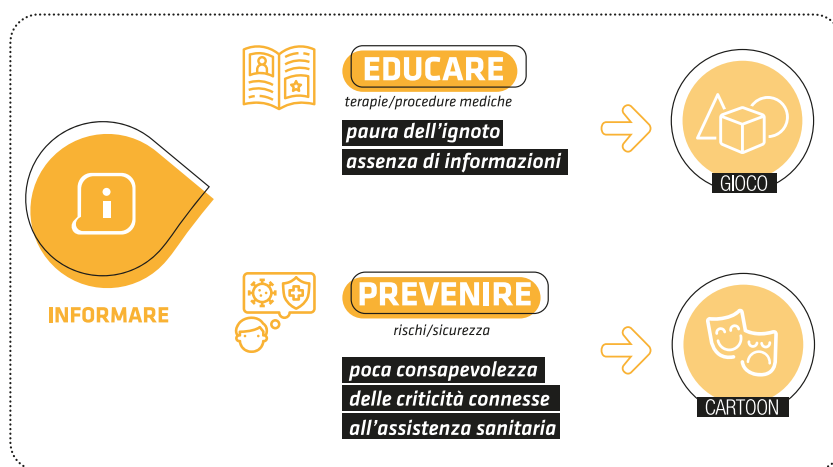 INFORMARE
EDUCARE
terapie/procedure mediche
paura dell'ignoto
assenza di informazioni
GIOCO
PREVENIRE
rischi/sicurezza
poca consapevolezza
delle criticità connesse
all'assistenza sanitaria
CARTOON